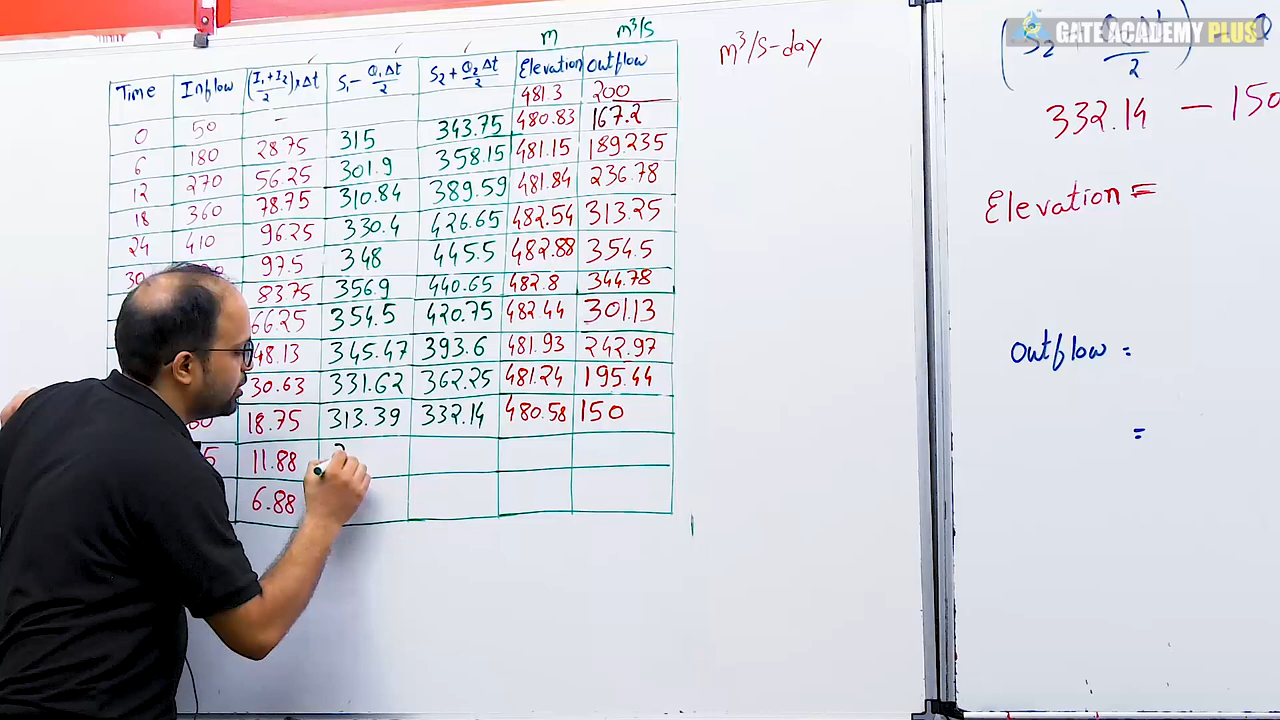 m m³/s
Time Inflow (I₁+I₂/2)×Δt S₁-Q₁Δt/2 S₂+Q₂Δt/2 Elevation Outflow
481.3 200
0 50 - 480.83 167.2
28.75 315 343.75
6 180 481.15 189.235
56.25 301.9 358.15
12 270 481.84 236.78
78.75 310.84 389.59
18 360 482.54 313.25
96.25 330.4 426.65
24 410 482.88 354.5
97.5 348 445.5
30 482.8 344.78
83.75 356.9 440.65
66.25 354.5 420.75 482.44 301.13
48.13 345.47 393.6 481.93 242.97
30.63 331.62 362.25 481.24 195.44
18.75 313.39 332.14 480.58 150
5 11.88
6.88
m³/s-day
GATE ACADEMY PLUS
S₂
2
332.14 - 150
Elevation =
Outflow =
=